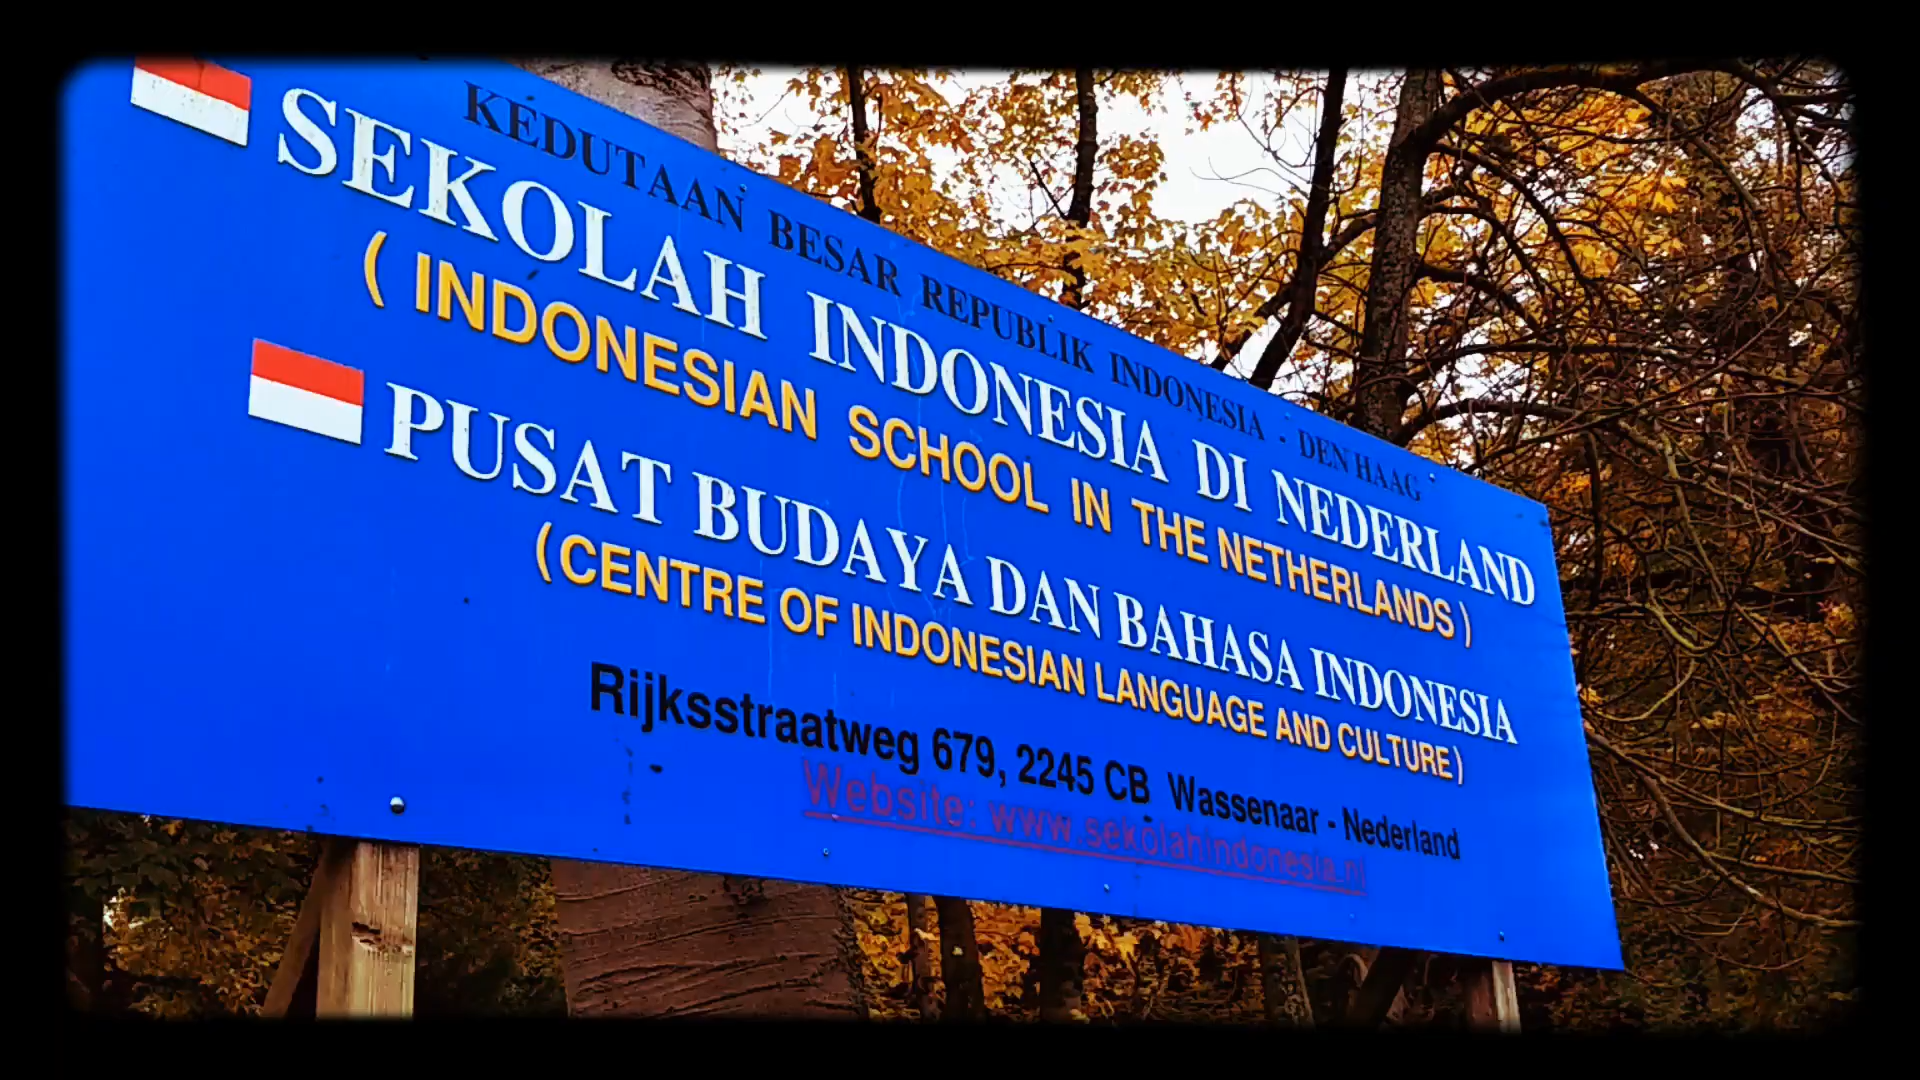 KEDUTAAN BESAR REPUBLIK INDONESIA - DEN HAAG
SEKOLAH INDONESIA DI NEDERLAND
( INDONESIAN SCHOOL IN THE NETHERLANDS )
PUSAT BUDAYA DAN BAHASA INDONESIA
(CENTRE OF INDONESIAN LANGUAGE AND CULTURE)
Rijksstraatweg 679, 2245 CB Wassenaar - Nederland
Website: www.sekolahindonesia.nl